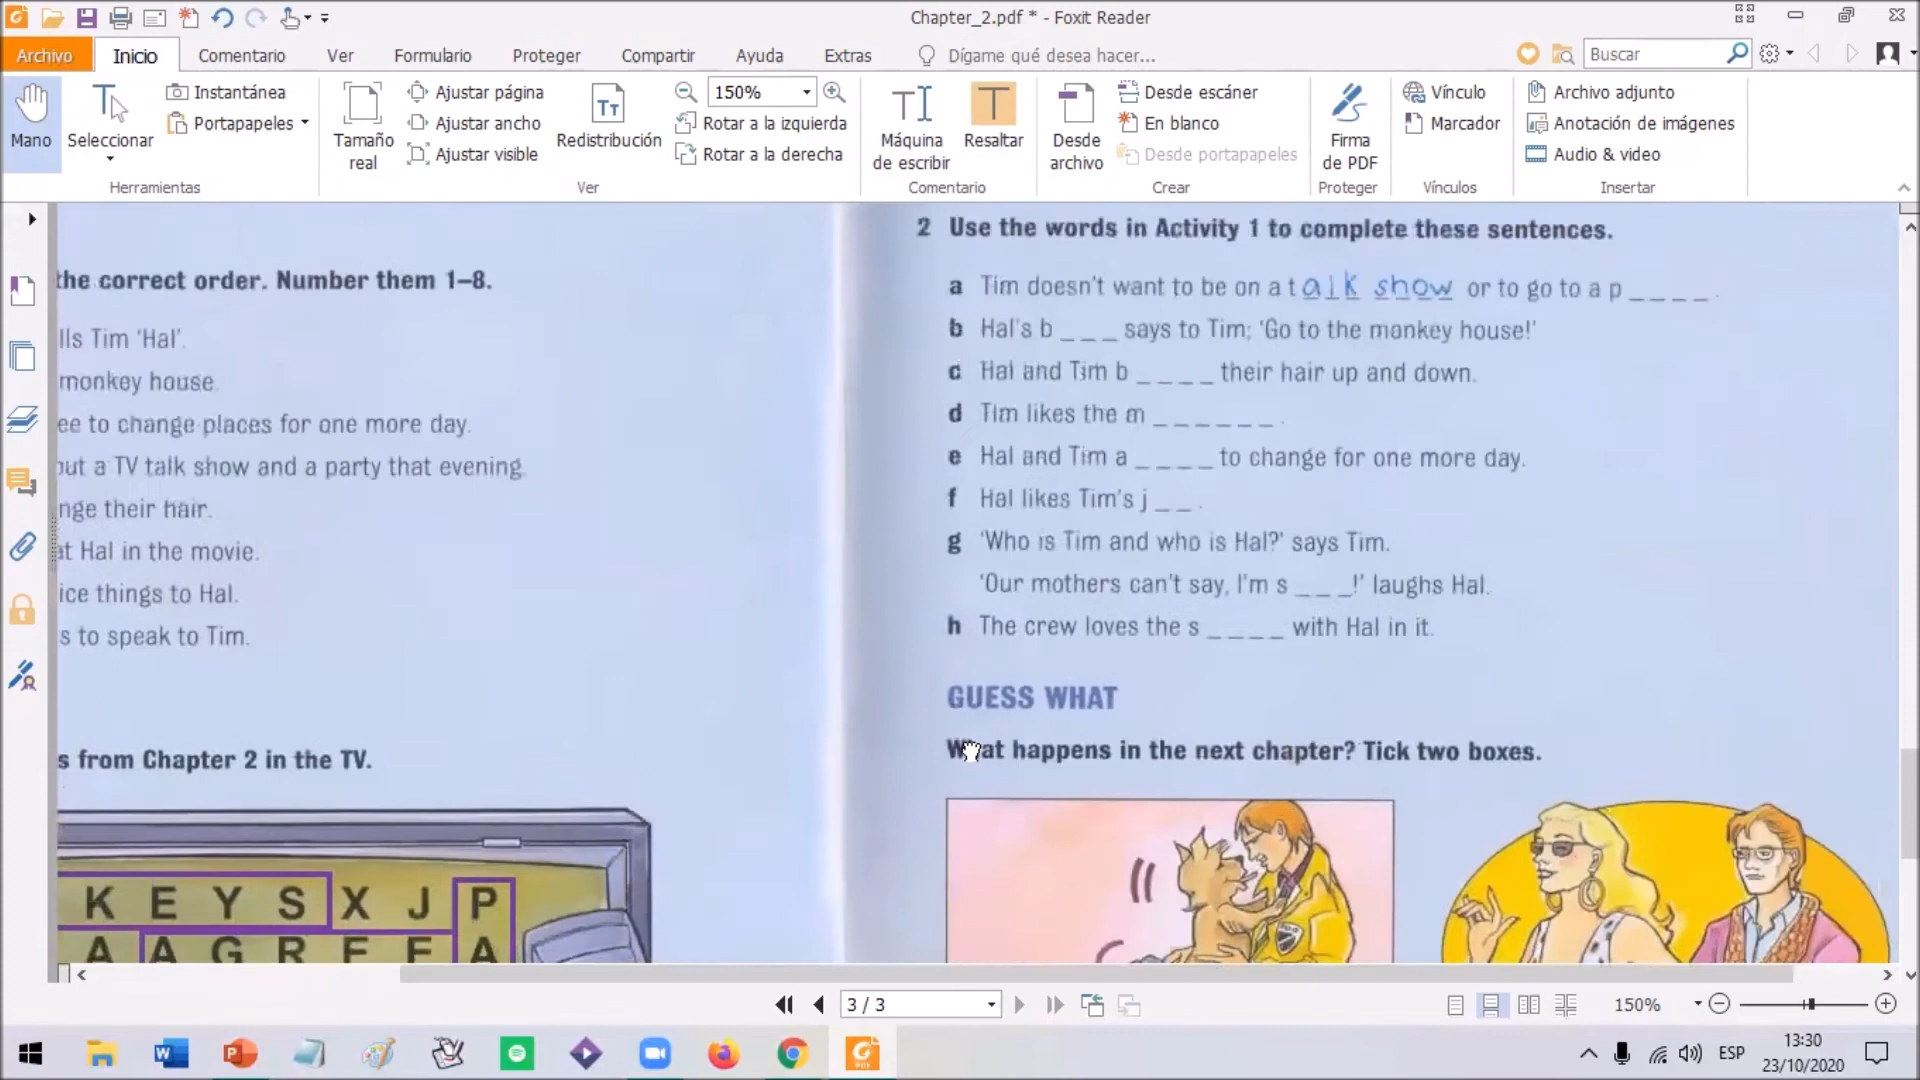 Chapter_2.pdf * - Foxit Reader
Archivo
Inicio
Comentario
Ver
Formulario
Proteger
Compartir
Ayuda
Extras
Dígame qué desea hacer...
Buscar
Mano
Seleccionar
Instantánea
Portapapeles
Herramientas
Tamaño real
Ajustar página
Ajustar ancho
Ajustar visible
Redistribución
150%
Rotar a la izquierda
Rotar a la derecha
Ver
Máquina de escribir
Resaltar
Comentario
Desde archivo
Desde escáner
En blanco
Desde portapapeles
Crear
Firma de PDF
Proteger
Vínculo
Marcador
Vínculos
Archivo adjunto
Anotación de imágenes
Audio & video
Insertar
the correct order. Number them 1–8.
lls Tim 'Hal'.
monkey house.
ee to change places for one more day.
out a TV talk show and a party that evening.
nge their hair.
at Hal in the movie.
ice things to Hal.
s to speak to Tim.
s from Chapter 2 in the TV.
K E Y S X J P
A A G R E E A
2 Use the words in Activity 1 to complete these sentences.
a Tim doesn't want to be on a t alk show or to go to a p _ _ _ _ .
b Hal's b _ _ _ says to Tim; 'Go to the monkey house!'
c Hal and Tim b _ _ _ _ their hair up and down.
d Tim likes the m _ _ _ _ _ _ .
e Hal and Tim a _ _ _ _ to change for one more day.
f Hal likes Tim's j _ _ .
g 'Who is Tim and who is Hal?' says Tim.
'Our mothers can't say, I'm s _ _ _!' laughs Hal.
h The crew loves the s _ _ _ _ with Hal in it.
GUESS WHAT
What happens in the next chapter? Tick two boxes.
3 / 3
150%
ESP
13:30
23/10/2020